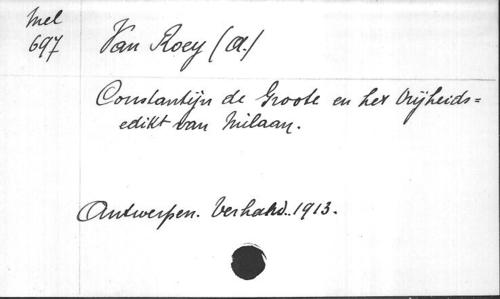 Mel
697
Van Roey (A.)
Constantijn de Groote en het Vrijheids=
edikt van Milaan.
Antwerpen. Verhand. 1913.